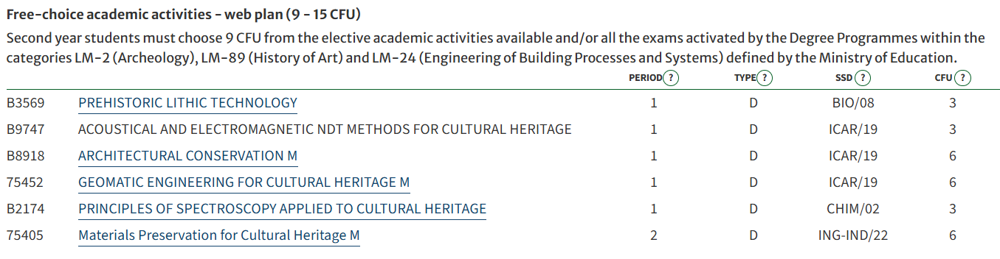 Free-choice academic activities - web plan (9 - 15 CFU)
Second year students must choose 9 CFU from the elective academic activities available and/or all the exams activated by the Degree Programmes within the
categories LM-2 (Archeology), LM-89 (History of Art) and LM-24 (Engineering of Building Processes and Systems) defined by the Ministry of Education.
PERIOD ? TYPE ? SSD ? CFU ?
B3569 PREHISTORIC LITHIC TECHNOLOGY 1 D BIO/08 3
B9747 ACOUSTICAL AND ELECTROMAGNETIC NDT METHODS FOR CULTURAL HERITAGE 1 D ICAR/19 3
B8918 ARCHITECTURAL CONSERVATION M 1 D ICAR/19 6
75452 GEOMATIC ENGINEERING FOR CULTURAL HERITAGE M 1 D ICAR/19 6
B2174 PRINCIPLES OF SPECTROSCOPY APPLIED TO CULTURAL HERITAGE 1 D CHIM/02 3
75405 Materials Preservation for Cultural Heritage M 2 D ING-IND/22 6